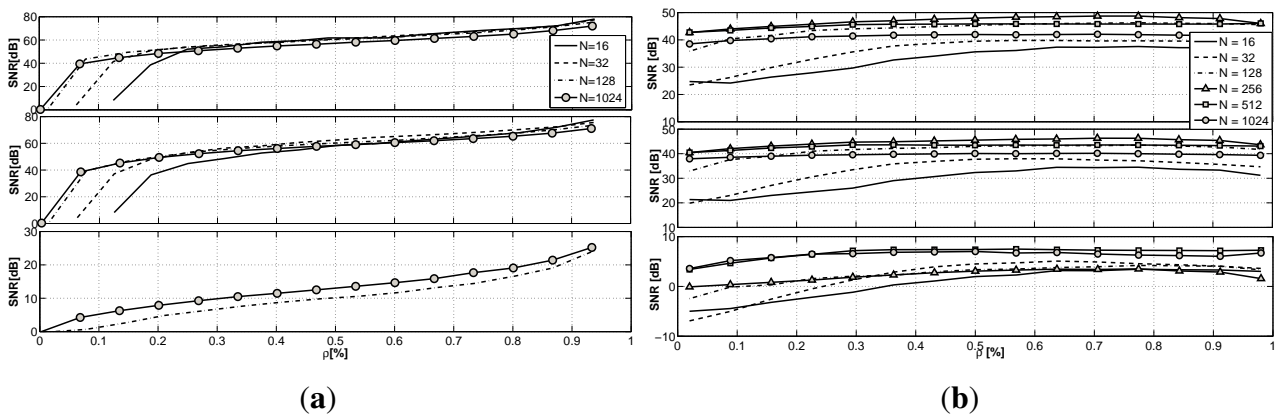 SNR[dB]
80
60
40
20
0
N=16
N=32
N=128
N=1024
SNR[dB]
80
60
40
20
0
SNR[dB]
30
20
10
0
0 0.1 0.2 0.3 0.4 0.5 0.6 0.7 0.8 0.9 1
ρ[%]
(a)
SNR [dB]
50
40
30
20
10
N = 16
N = 32
N = 128
N = 256
N = 512
N = 1024
SNR [dB]
50
40
30
20
10
SNR [dB]
10
0
−10
0 0.1 0.2 0.3 0.4 0.5 0.6 0.7 0.8 0.9 1
ρ [%]
(b)